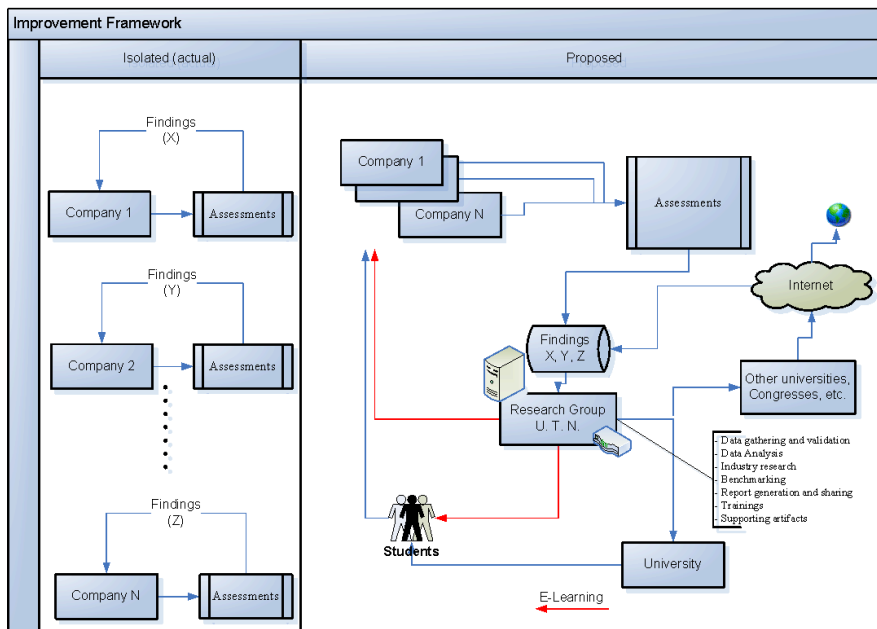 Improvement Framework
Isolated (actual)
Proposed
Findings
(X)
Company 1
Assessments
Findings
(Y)
Company 2
Assessments
Findings
(Z)
Company N
Assessments
Company 1
Company N
Assessments
Internet
Findings
X, Y, Z
Research Group
U. T. N.
Other universities,
Congresses, etc.
- Data gathering and validation
- Data Analysis
- Industry research
- Benchmarking
- Report generation and sharing
- Trainings
- Supporting artifacts
Students
University
E-Learning